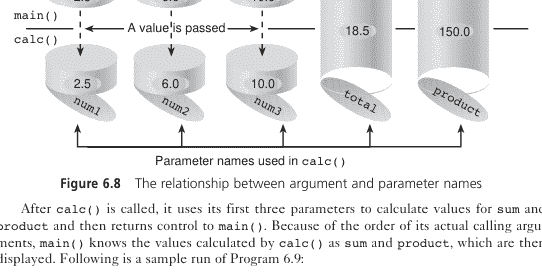 main()
A value is passed
calc()
18.5
150.0
2.5
6.0
10.0
num1
num2
num3
total
product
Parameter names used in calc()
Figure 6.8 The relationship between argument and parameter names
After calc() is called, it uses its first three parameters to calculate values for sum and
product and then returns control to main(). Because of the order of its actual calling argu
ments, main() knows the values calculated by calc() as sum and product, which are then
displayed. Following is a sample run of Program 6.9: